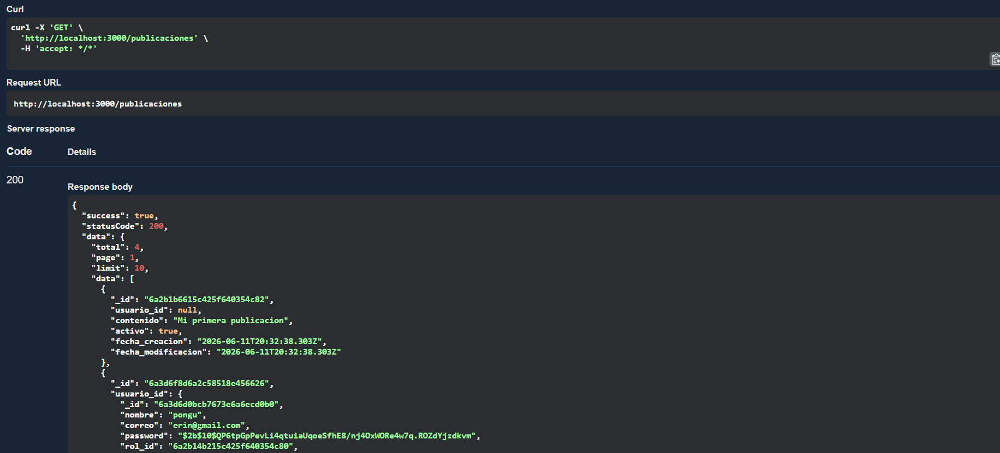 Curl
curl -X 'GET' \
  'http://localhost:3000/publicaciones' \
  -H 'accept: */*'
Request URL
http://localhost:3000/publicaciones
Server response
Code Details
200
Response body
{
  "success": true,
  "statusCode": 200,
  "data": {
    "total": 4,
    "page": 1,
    "limit": 10,
    "data": [
      {
        "_id": "6a2b1b6615c425f640354c82",
        "usuario_id": null,
        "contenido": "Mi primera publicacion",
        "activo": true,
        "fecha_creacion": "2026-06-11T20:32:38.303Z",
        "fecha_modificacion": "2026-06-11T20:32:38.303Z"
      },
      {
        "_id": "6a3d6f8d6a2c58518e456626",
        "usuario_id": {
          "_id": "6a3d6d0bcb7673e6a6ecd0b0",
          "nombre": "pongu",
          "correo": "erin@gmail.com",
          "password": "$2b$10$QP6tpGpPevLi4qtuiaUqoeSfhE8/nj4OxWORe4w7q.ROZdYjzdkvm",
          "rol_id": "6a2b14b215c425f640354c80",